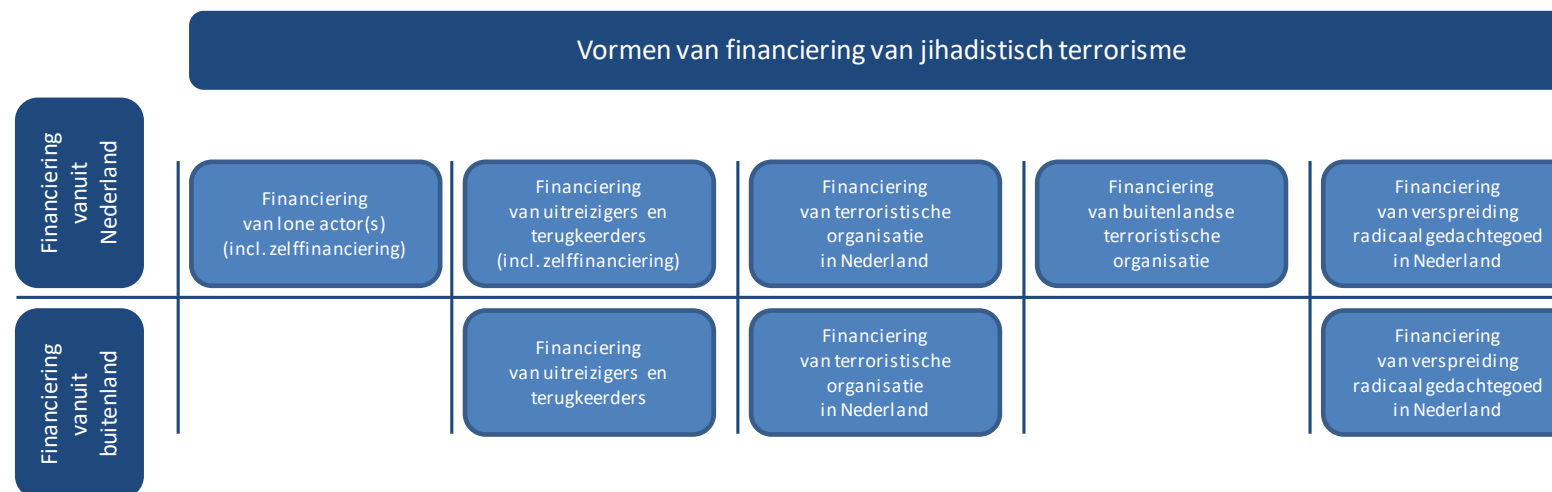 Vormen van financiering van jihadistisch terrorisme
Financiering
vanuit
Nederland
Financiering
van lone actor(s)
(incl. zelffinanciering)
Financiering
van uitreizigers en
terugkeerders
(incl. zelffinanciering)
Financiering
van terroristische
organisatie
in Nederland
Financiering
van buitenlandse
terroristische
organisatie
Financiering
van verspreiding
radicaal gedachtegoed
in Nederland
Financiering
vanuit
buitenland
Financiering
van uitreizigers en
terugkeerders
Financiering
van terroristische
organisatie
in Nederland
Financiering
van verspreiding
radicaal gedachtegoed
in Nederland